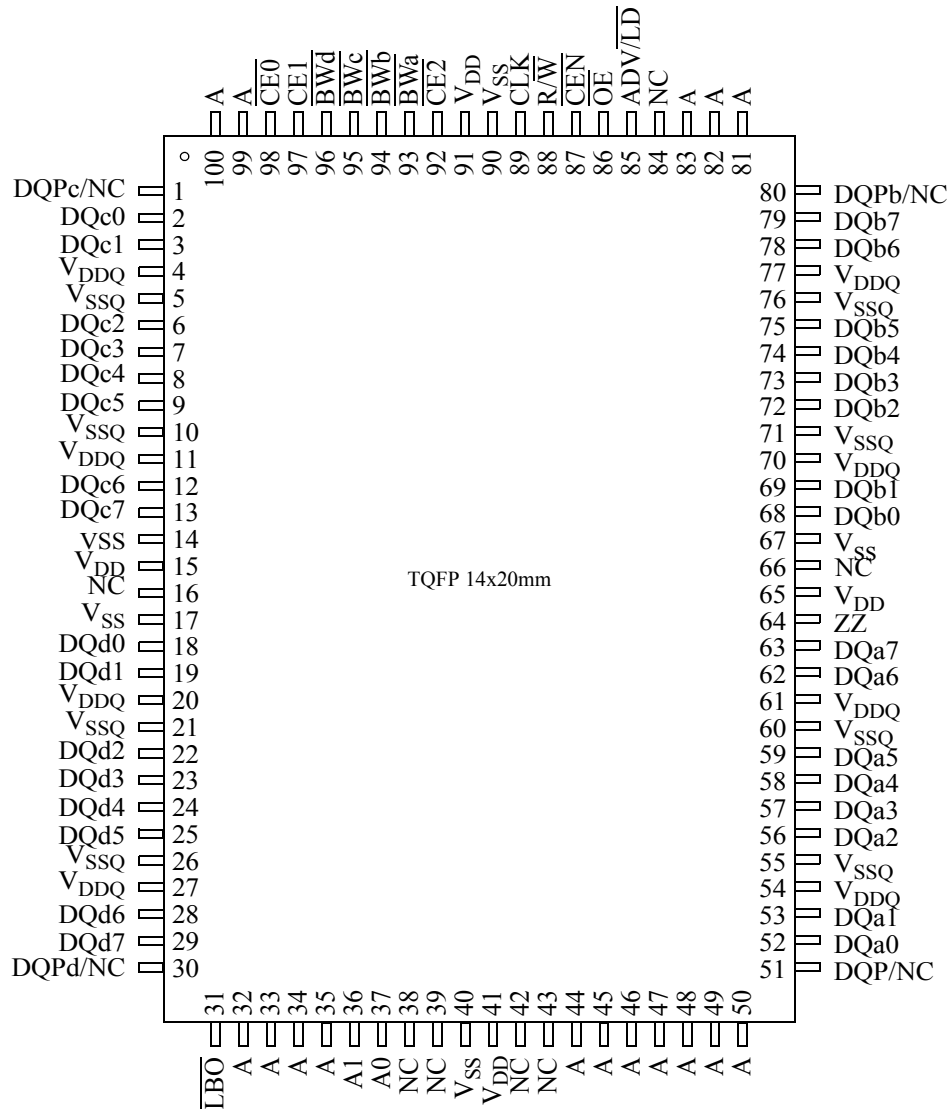 A A CE0 CE1 BWd BWc BWb BWa CE2 VDD VSS CLK R/W CEN OE ADV/LD NC A A A
100 99 98 97 96 95 94 93 92 91 90 89 88 87 86 85 84 83 82 81
DQPc/NC 1 80 DQPb/NC
DQc0 2 79 DQb7
DQc1 3 78 DQb6
VDDQ 4 77 VDDQ
VSSQ 5 76 VSSQ
DQc2 6 75 DQb5
DQc3 7 74 DQb4
DQc4 8 73 DQb3
DQc5 9 72 DQb2
VSSQ 10 71 VSSQ
VDDQ 11 70 VDDQ
DQc6 12 69 DQb1
DQc7 13 68 DQb0
VSS 14 67 VSS
VDD 15 66 NC
NC 16 65 VDD
TQFP 14x20mm
VSS 17 64 ZZ
DQd0 18 63 DQa7
DQd1 19 62 DQa6
VDDQ 20 61 VDDQ
VSSQ 21 60 VSSQ
DQd2 22 59 DQa5
DQd3 23 58 DQa4
DQd4 24 57 DQa3
DQd5 25 56 DQa2
VSSQ 26 55 VSSQ
VDDQ 27 54 VDDQ
DQd6 28 53 DQa1
DQd7 29 52 DQa0
DQPd/NC 30 51 DQP/NC
31 32 33 34 35 36 37 38 39 40 41 42 43 44 45 46 47 48 49 50
LBO A A A A A1 A0 NC NC VSS VDD NC NC A A A A A A A